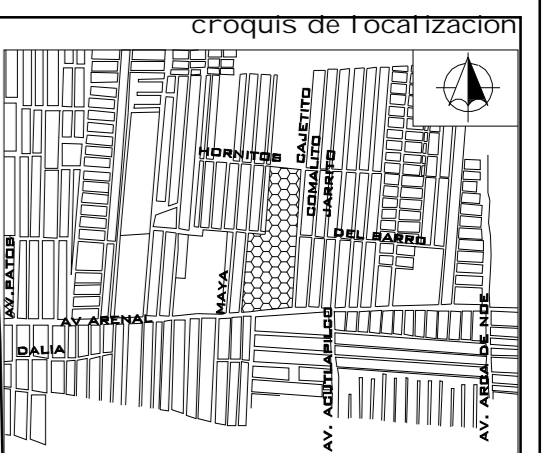 croquis de localizacion
HORNITOS
CAJETITO
COMALITO
JARRITO
DEL BARRO
AV.PATOS
MAYA
AV ARENAL
DALIA
AV. ACUTLAPILCO
AV. ARCA DE NOE